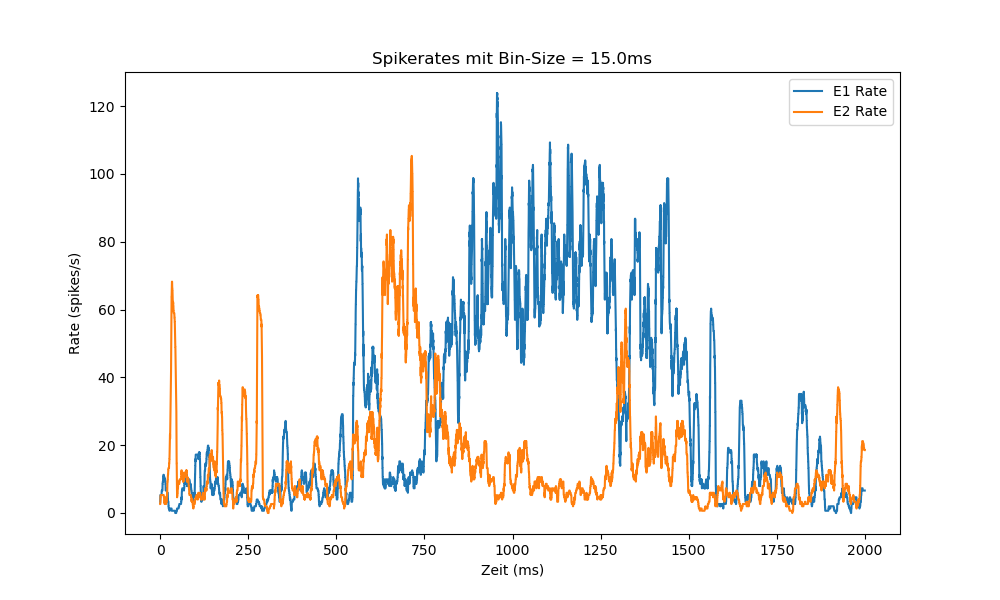 Spikerates mit Bin-Size = 15.0ms
E1 Rate
E2 Rate
120
100
80
60
40
20
0
Rate (spikes/s)
0 250 500 750 1000 1250 1500 1750 2000
Zeit (ms)